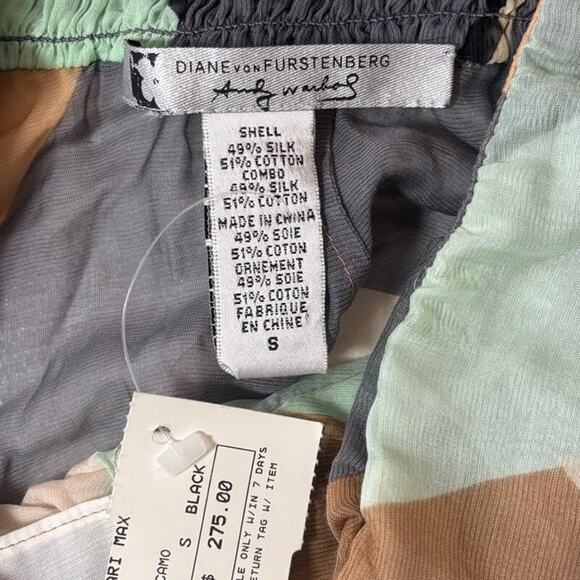 DIANE VON FURSTENBERG
Andy Warhol
SHELL
49% SILK
51% COTTON
COMBO
49% SILK
51% COTTON
MADE IN CHINA
49% SOIE
51% COTON
ORNEMENT
49% SOIE
51% COTON
FABRIQUE
EN CHINE
S
ARI MAX
CAMO
S BLACK
$ 275.00
LE ONLY W/IN 7 DAYS
ETURN TAG W/ ITEM